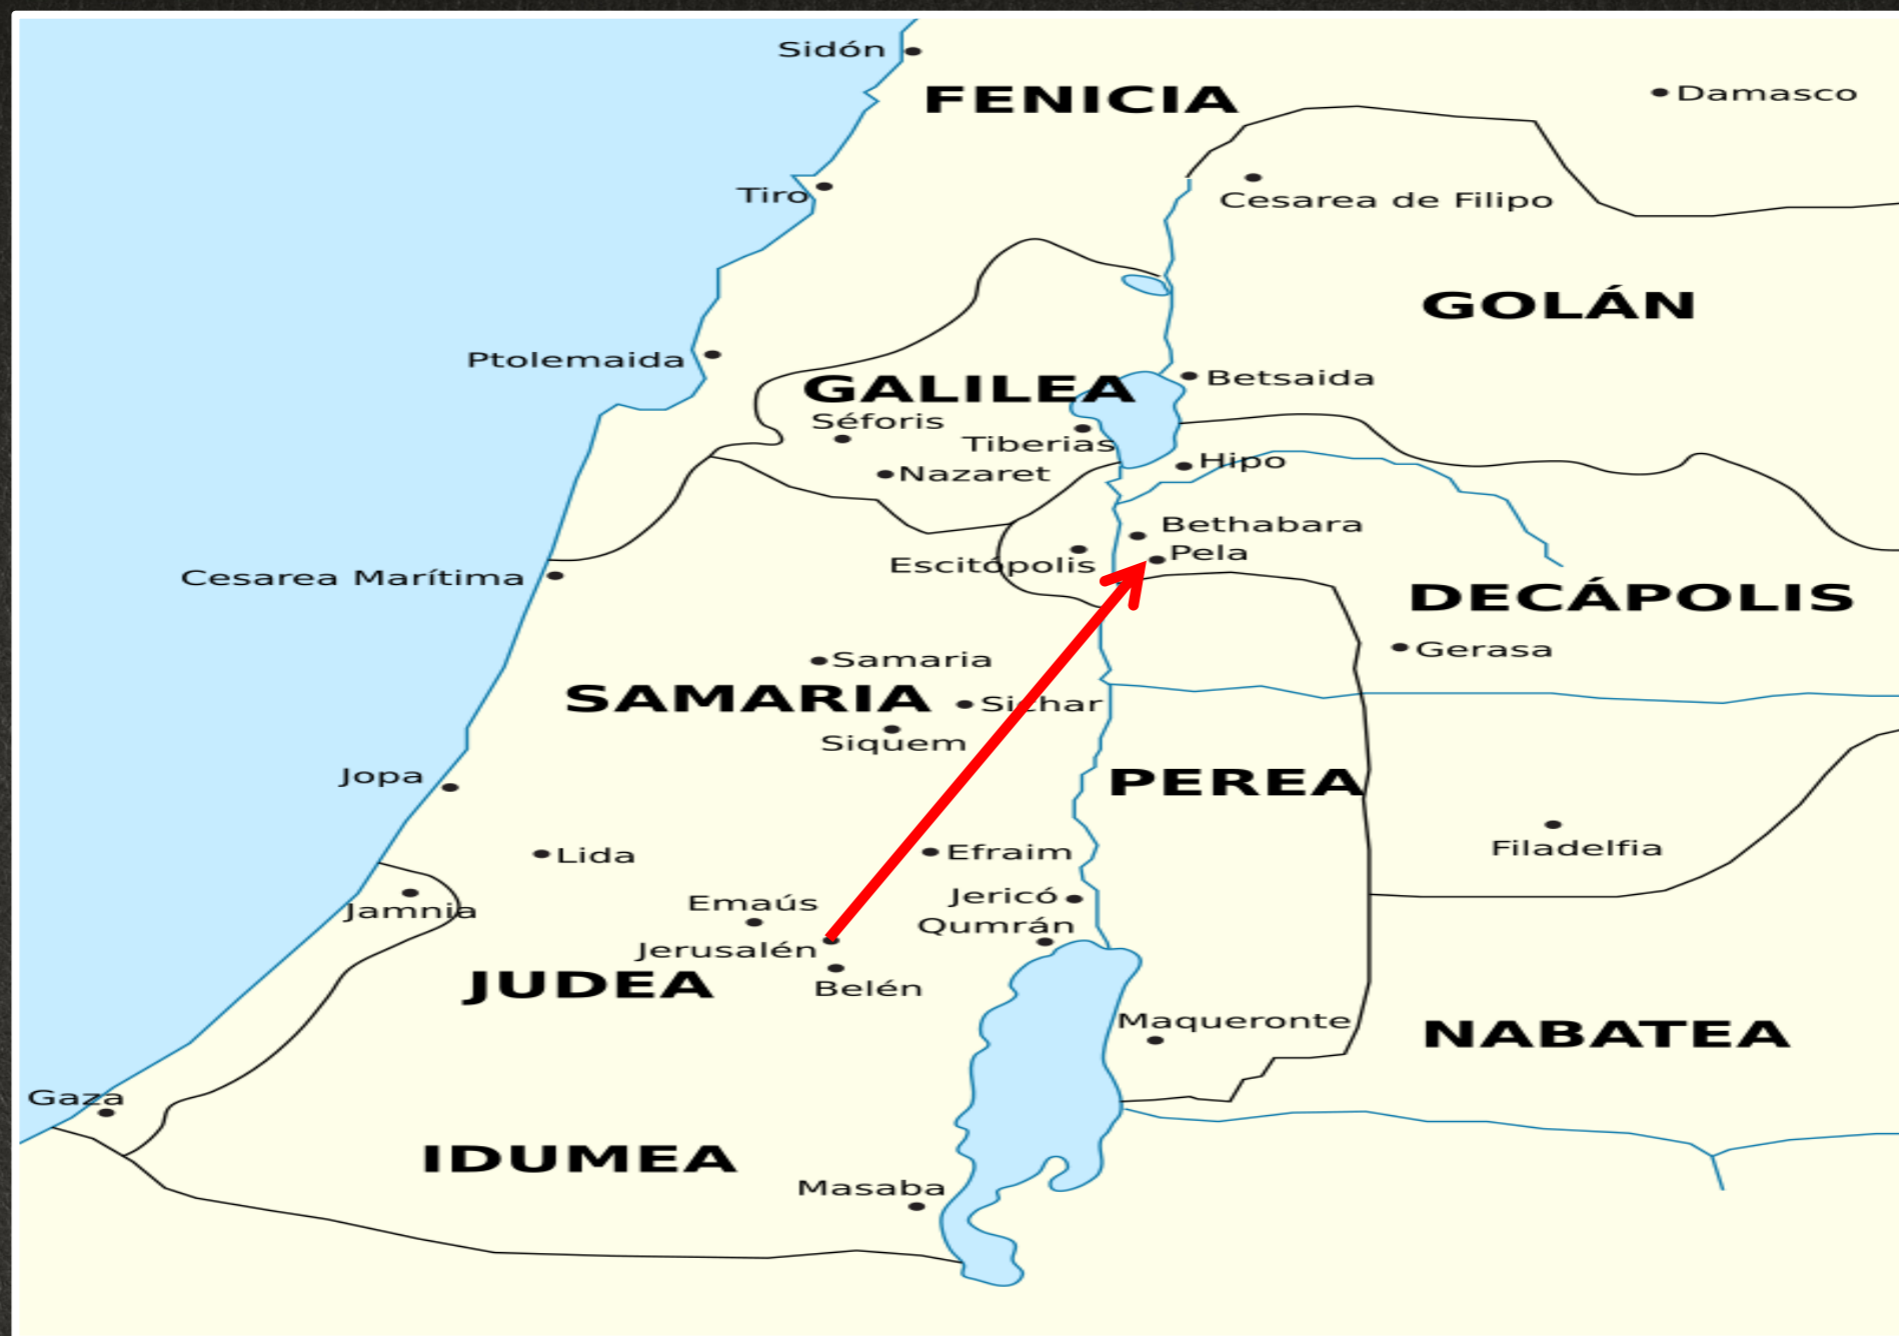 Sidón
FENICIA
Damasco
Tiro
Cesarea de Filipo
GOLÁN
Ptolemaida
GALILEA
Betsaida
Séforis
Tiberias
Hipo
Nazaret
Bethabara
Pela
Escitópolis
Cesarea Marítima
DECÁPOLIS
Gerasa
Samaria
SAMARIA
Sichar
Siquem
Jopa
PEREA
Filadelfia
Lida
Efraim
Jericó
Emaús
Jamnia
Qumrán
Jerusalén
JUDEA
Belén
Maqueronte
NABATEA
Gaza
IDUMEA
Masaba